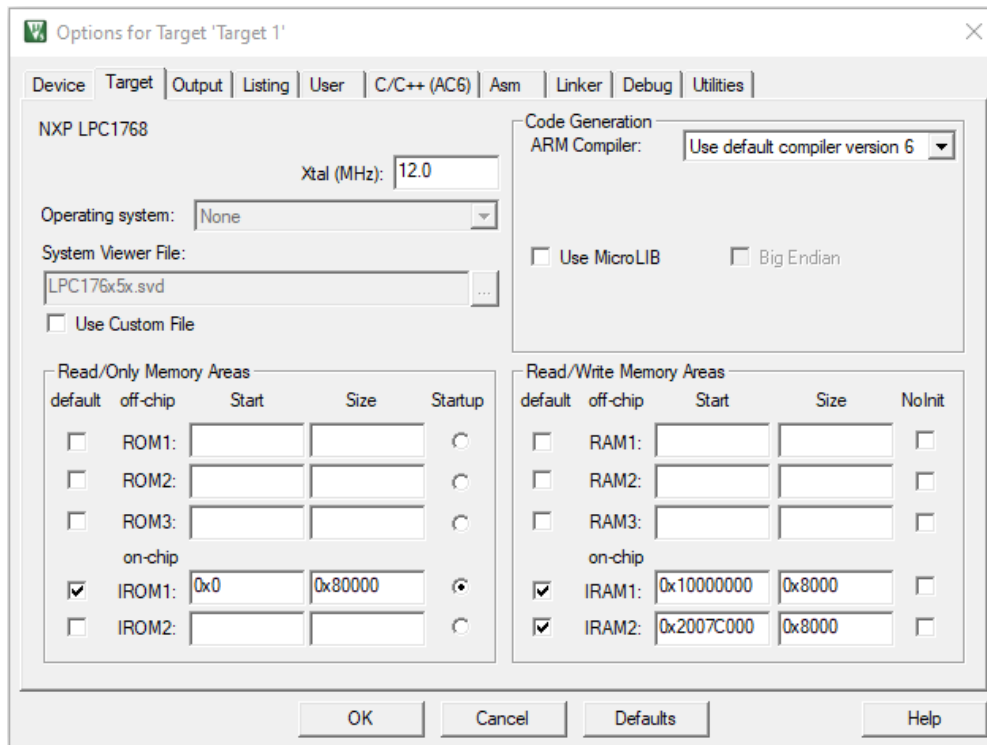 Options for Target 'Target 1'
Device Target Output Listing User C/C++ (AC6) Asm Linker Debug Utilities
NXP LPC1768
Xtal (MHz): 12.0
Operating system: None
System Viewer File:
LPC176x5x.svd ...
Use Custom File
Code Generation
ARM Compiler: Use default compiler version 6
Use MicroLIB Big Endian
Read/Only Memory Areas
default off-chip Start Size Startup
ROM1:
ROM2:
ROM3:
on-chip
IROM1: 0x0 0x80000
IROM2:
Read/Write Memory Areas
default off-chip Start Size NoInit
RAM1:
RAM2:
RAM3:
on-chip
IRAM1: 0x10000000 0x8000
IRAM2: 0x2007C000 0x8000
OK Cancel Defaults Help